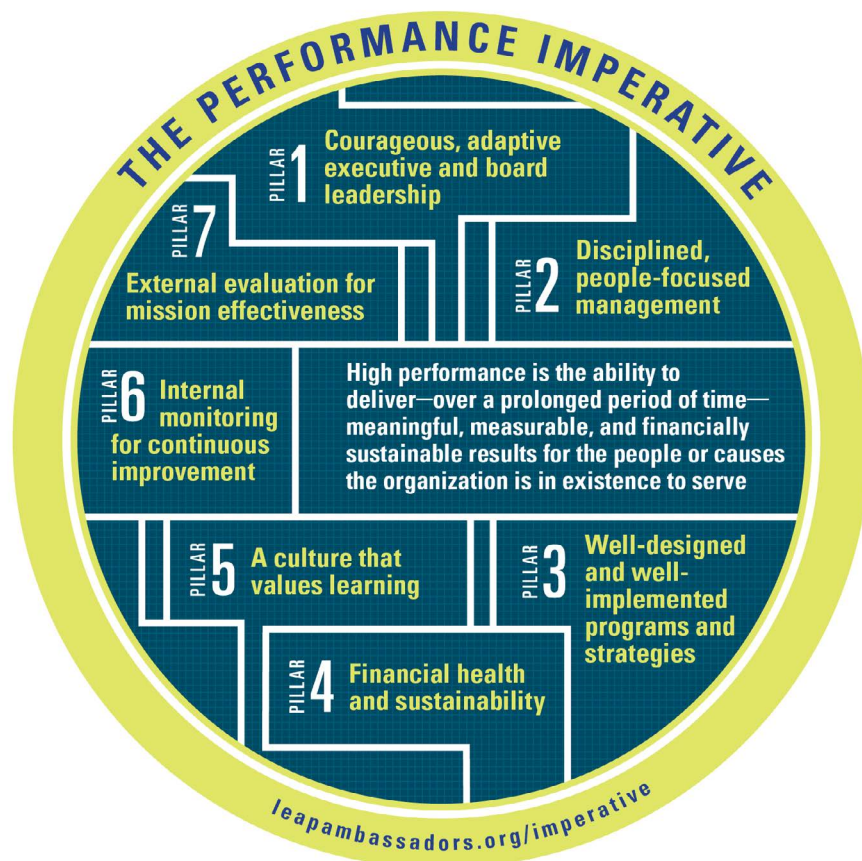 THE PERFORMANCE IMPERATIVE
PILLAR 1
Courageous, adaptive
executive and board
leadership
PILLAR 2
Disciplined,
people-focused
management
PILLAR 3
Well-designed
and well-
implemented
programs and
strategies
PILLAR 4
Financial health
and sustainability
PILLAR 5
A culture that
values learning
PILLAR 6
Internal
monitoring
for continuous
improvement
PILLAR 7
External evaluation for
mission effectiveness
High performance is the ability to
deliver—over a prolonged period of time—
meaningful, measurable, and financially
sustainable results for the people or causes
the organization is in existence to serve
leapambassadors.org/imperative